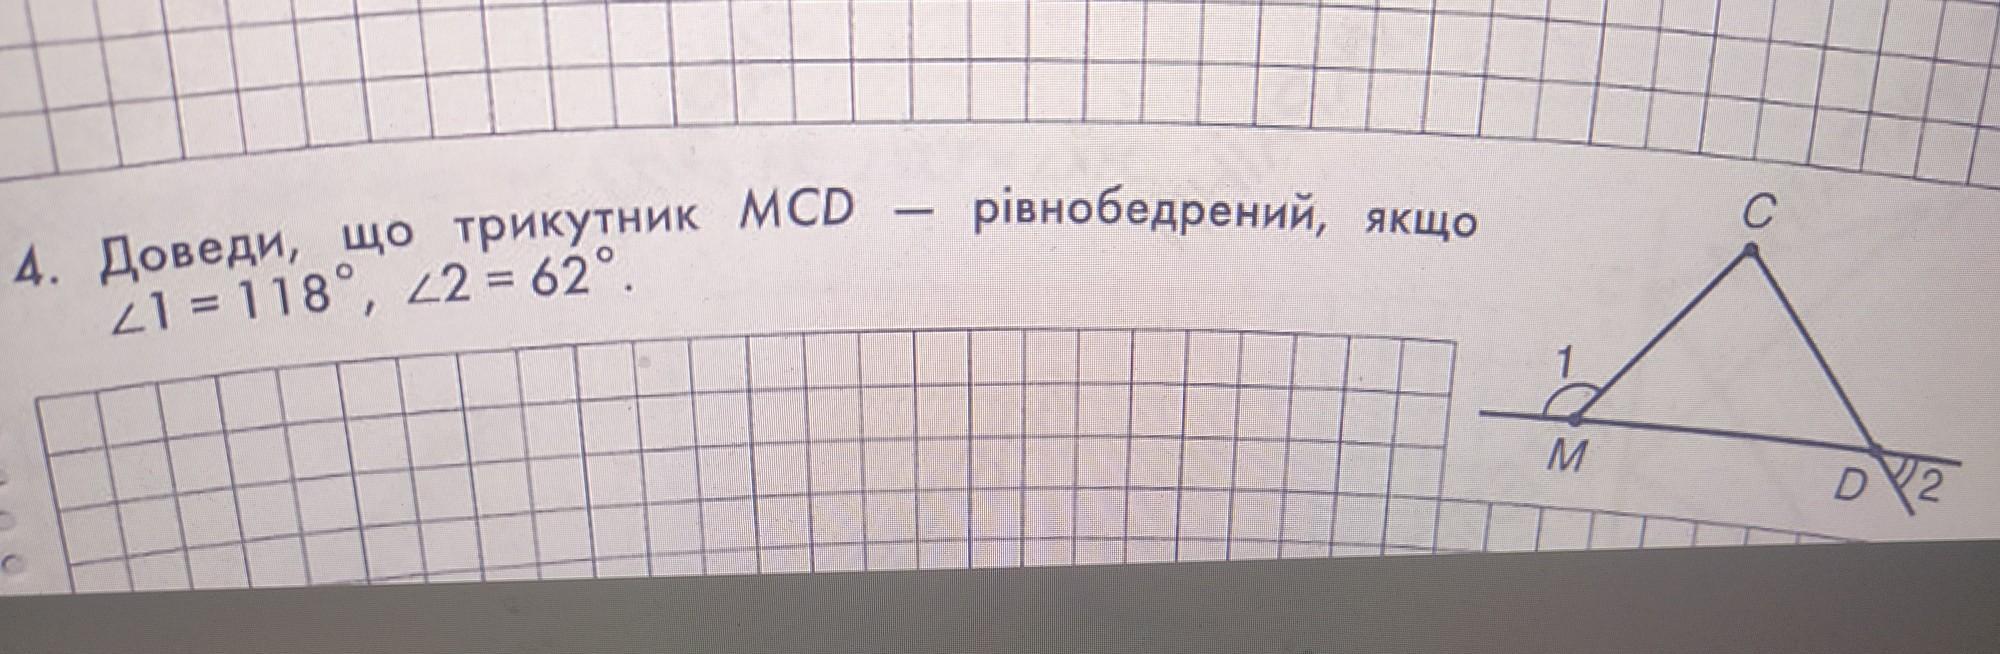 4. Доведи, що трикутник MCD — рівнобедрений, якщо
∠1 = 118°, ∠2 = 62°.
C
1
M
D 2